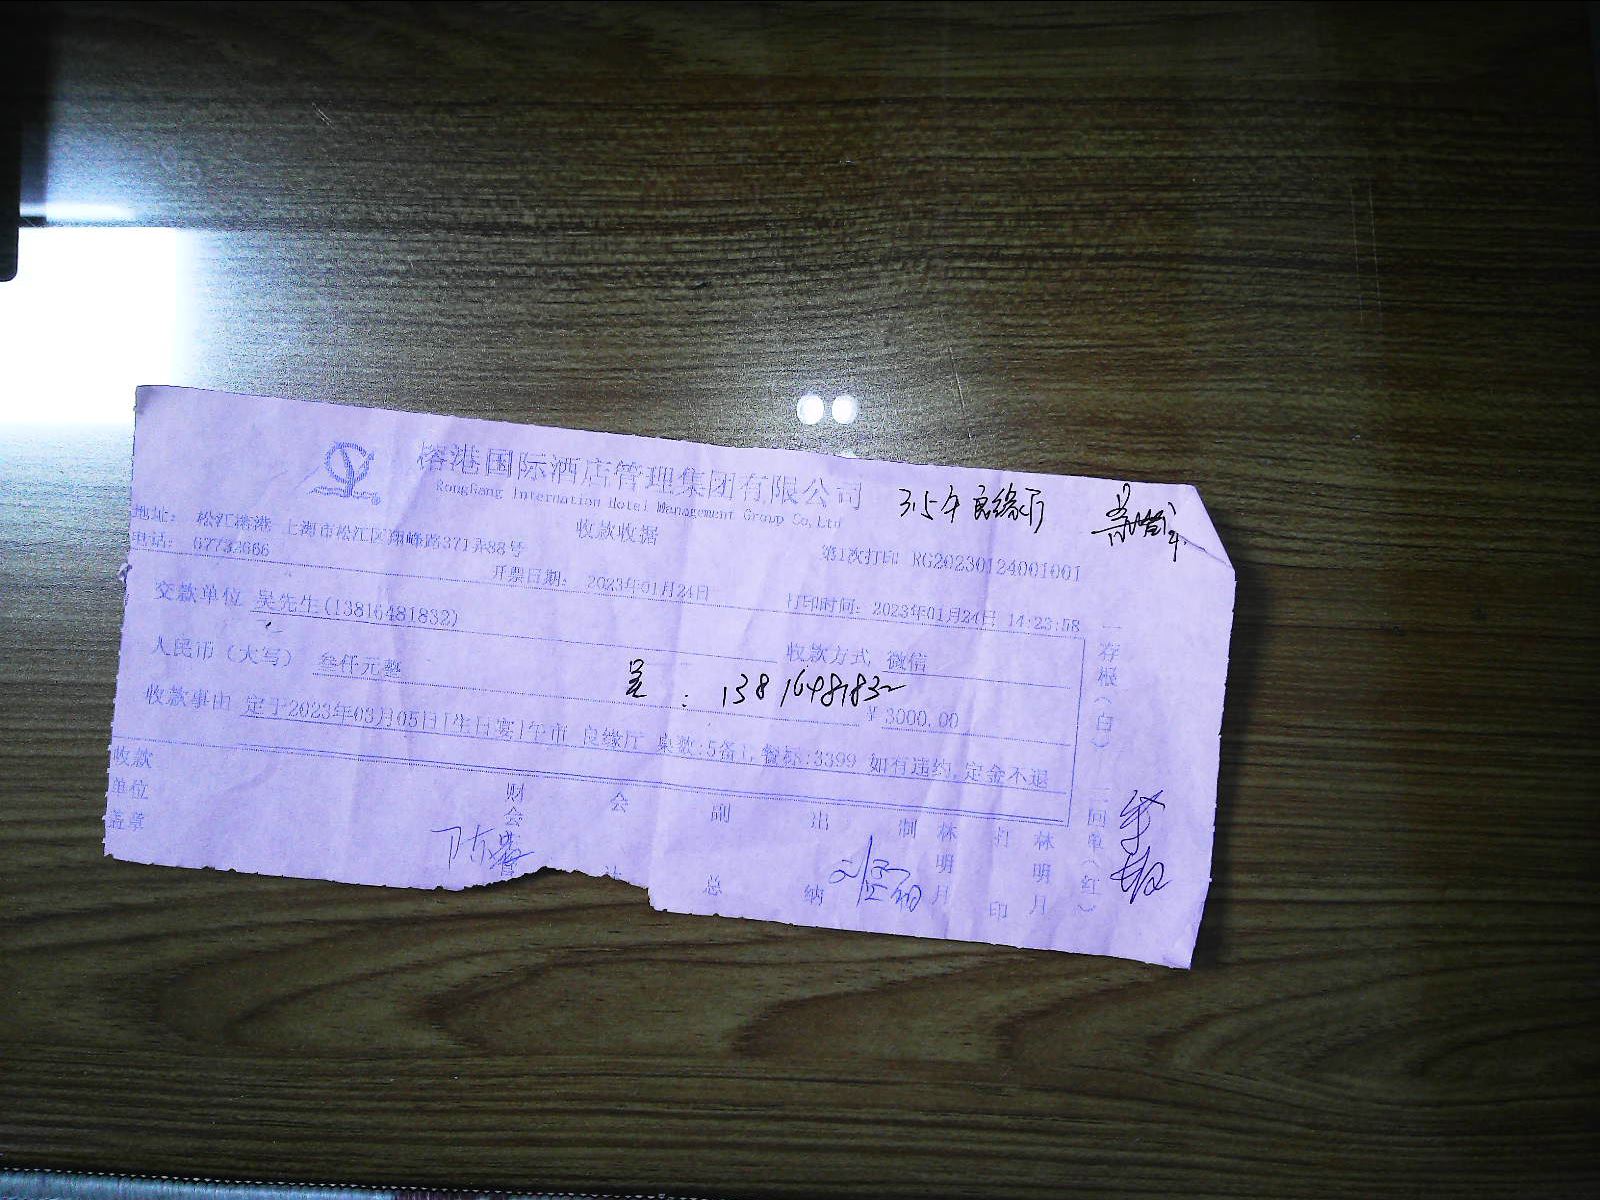 榕港国际酒店管理集团有限公司
RongGang Internation Hotel Management Group Co,Ltd
3.5午良缘厅
地址: 松江榕港 上海市松江区翔峰路371弄88号
收款收据
第1次打印 RG20230124001001
电话: 67732666
开票日期: 2023年01月24日
打印时间: 2023年01月24日 14:23:58
交款单位 吴先生(13816481832)
收款方式 微信
人民币（大写） 叁仟元整
吴: 13816481832
¥ 3000.00
收款事由 定于2023年03月05日[生日宴]午市 良缘厅 桌数:5备1,餐标:3399 如有违约,定金不退
收款单位盖章
财会
会
副总
出纳
制
林明月
打印
林明月
一存根(白)
二回单(红)